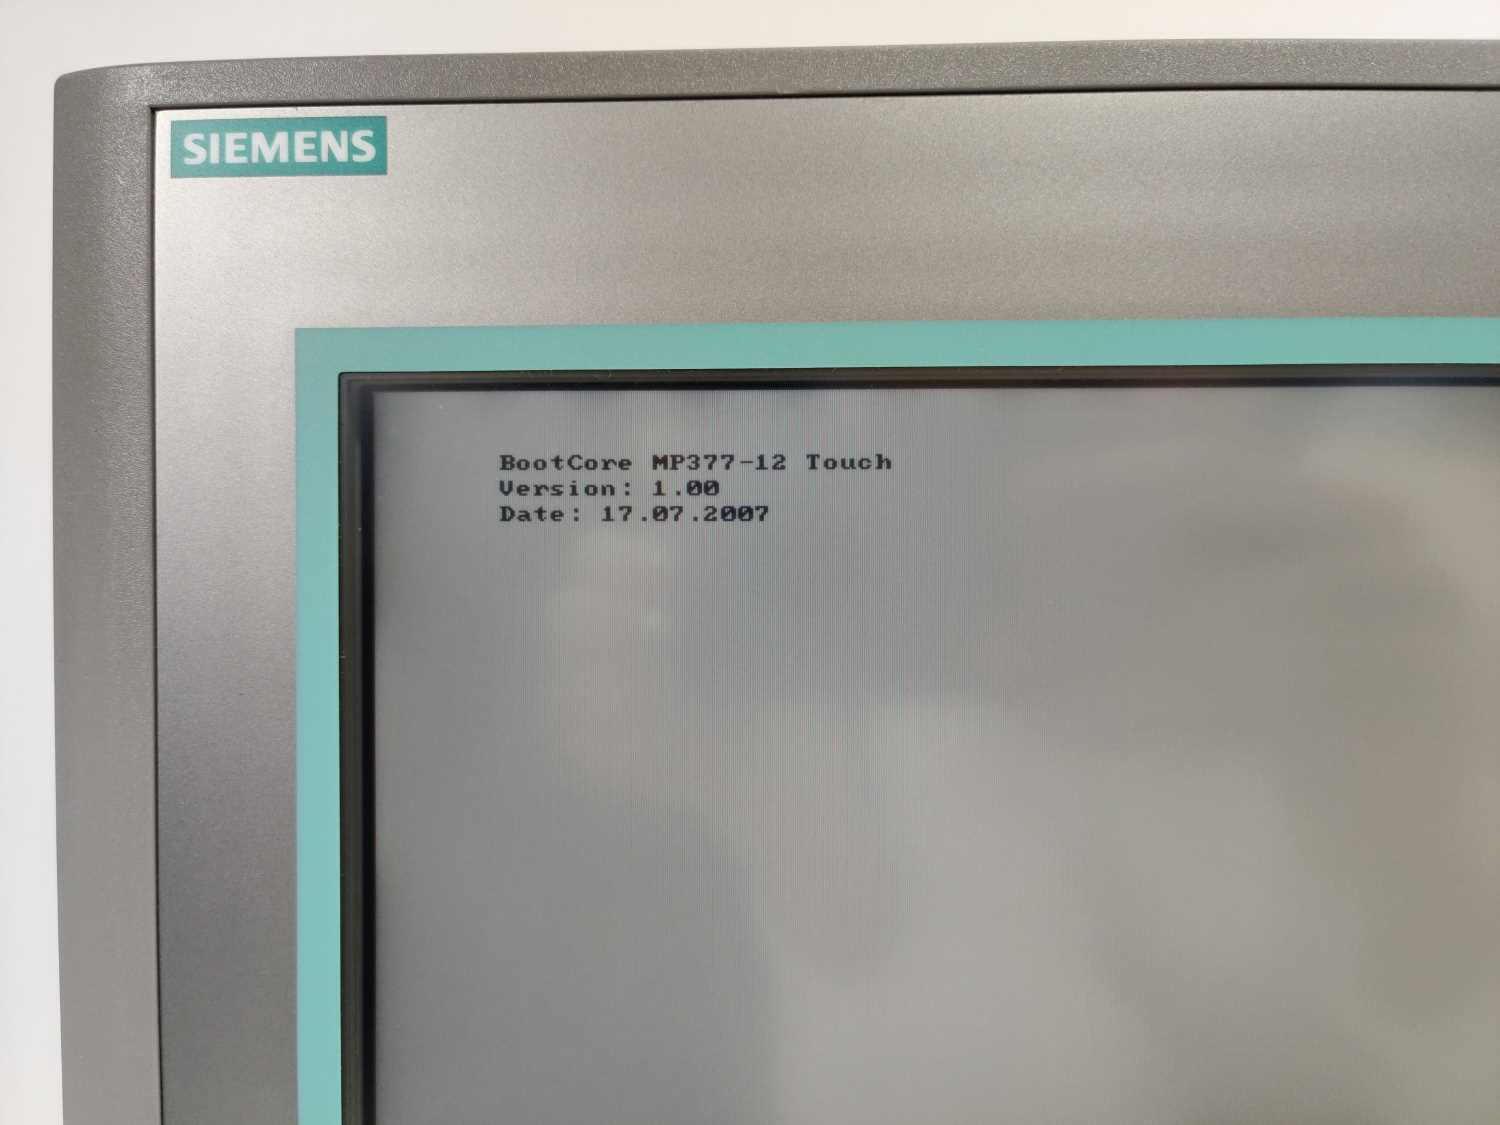 SIEMENS
BootCore MP377-12 Touch
Version: 1.00
Date: 17.07.2007